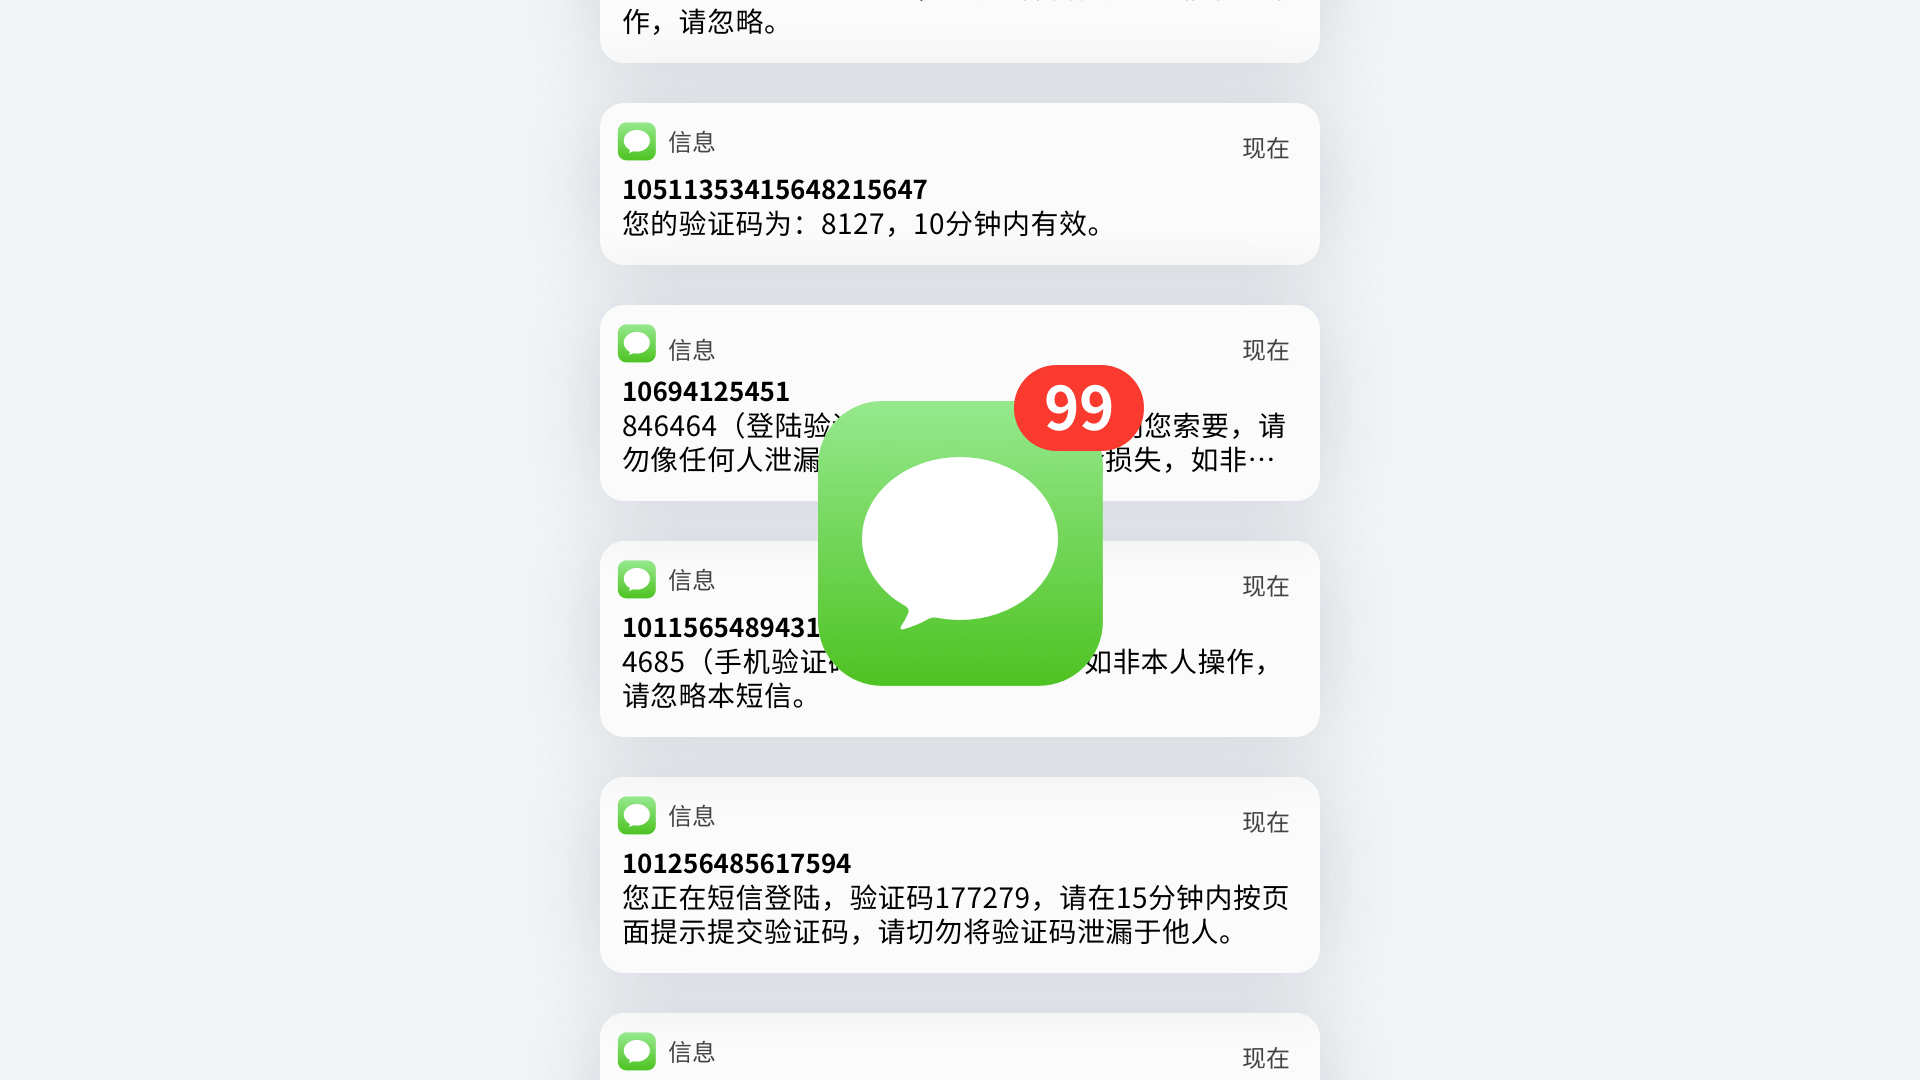 作，请忽略。
信息
现在
10511353415648215647
您的验证码为：8127，10分钟内有效。
信息
现在
10694125451
99
846464（登陆验 您索要，请
勿像任何人泄漏 损失，如非…
信息
现在
1011565489431
4685（手机验证 如非本人操作，
请忽略本短信。
信息
现在
101256485617594
您正在短信登陆，验证码177279，请在15分钟内按页
面提示提交验证码，请切勿将验证码泄漏于他人。
信息
现在